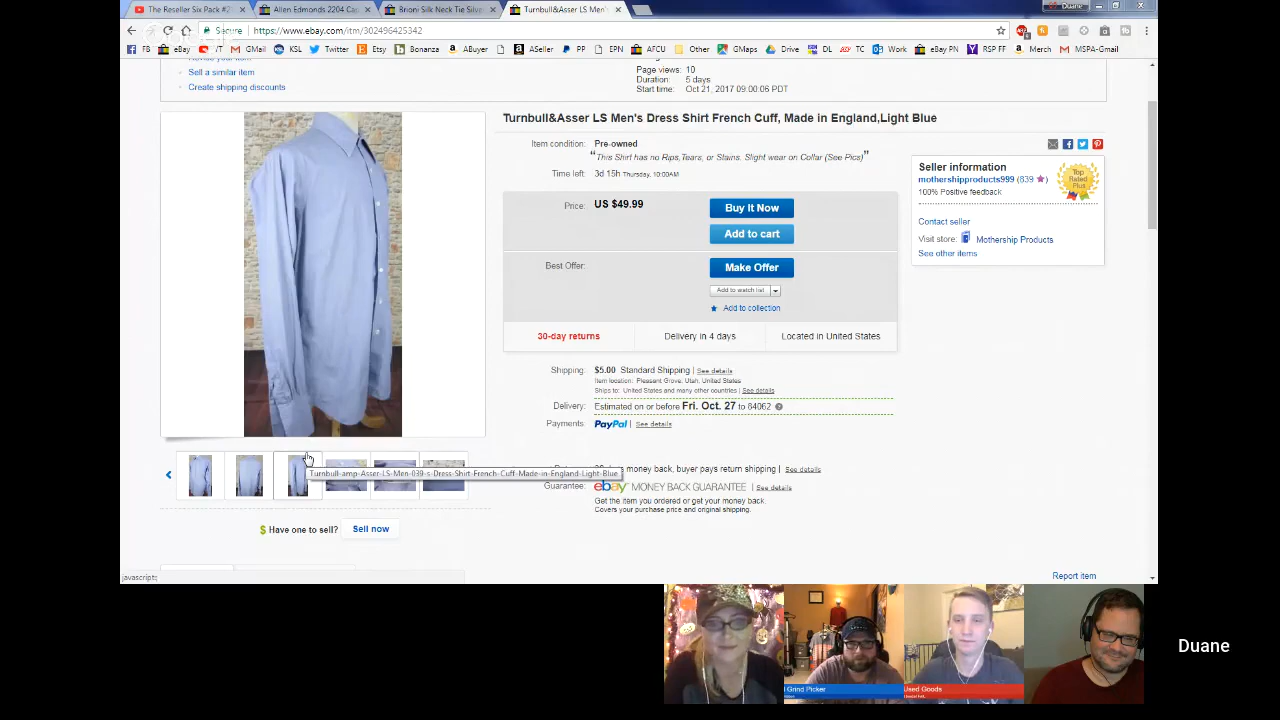 The Reseller Six Pack #2
Allen Edmonds 2204 Cap
Brioni Silk Neck Tie Silver
Turnbull&Asser LS Men's
Duane
Secure
https://www.ebay.com/itm/302496425342
FB
eBay
YT
GMail
KSL
Twitter
Etsy
Bonanza
ABuyer
ASeller
PP
EPN
AFCU
Other
GMaps
Drive
DL
TC
Work
eBay PN
RSP FF
Merch
MSPA-Gmail
Revise your item
Sell a similar item
Create shipping discounts
Page views: 10
Duration: 5 days
Start time: Oct 21, 2017 09.00.06 PDT
Turnbull&Asser LS Men's Dress Shirt French Cuff, Made in England,Light Blue
Item condition: Pre-owned
“This Shirt has no Rips,Tears, or Stains. Slight wear on Collar (See Pics)”
Time left: 3d 15h Thursday, 10:00AM
Price: US $49.99
Buy It Now
Add to cart
Best Offer:
Make Offer
Add to watch list
Add to collection
30-day returns
Delivery in 4 days
Located in United States
Seller information
mothershipproducts999 (839 )
100% Positive feedback
Top Rated Plus
Contact seller
Visit store: Mothership Products
See other items
Shipping: $5.00 Standard Shipping | See details
Item location: Pleasant Grove, Utah, United States
Ships to: United States and many other countries | See details
Delivery: Estimated on or before Fri. Oct. 27 to 84062
Payments: PayPal | See details
money back, buyer pays return shipping | See details
Turnbull-amp-Asser-LS-Men-039-s-Dress-Shirt-French-Cuff-Made-in-England-Light-Blue
Guarantee: ebay MONEY BACK GUARANTEE | See details
Get the item you ordered or get your money back.
Covers your purchase price and original shipping.
$ Have one to sell? Sell now
Report item
javascript:
Grind Picker
Used Goods
Duane